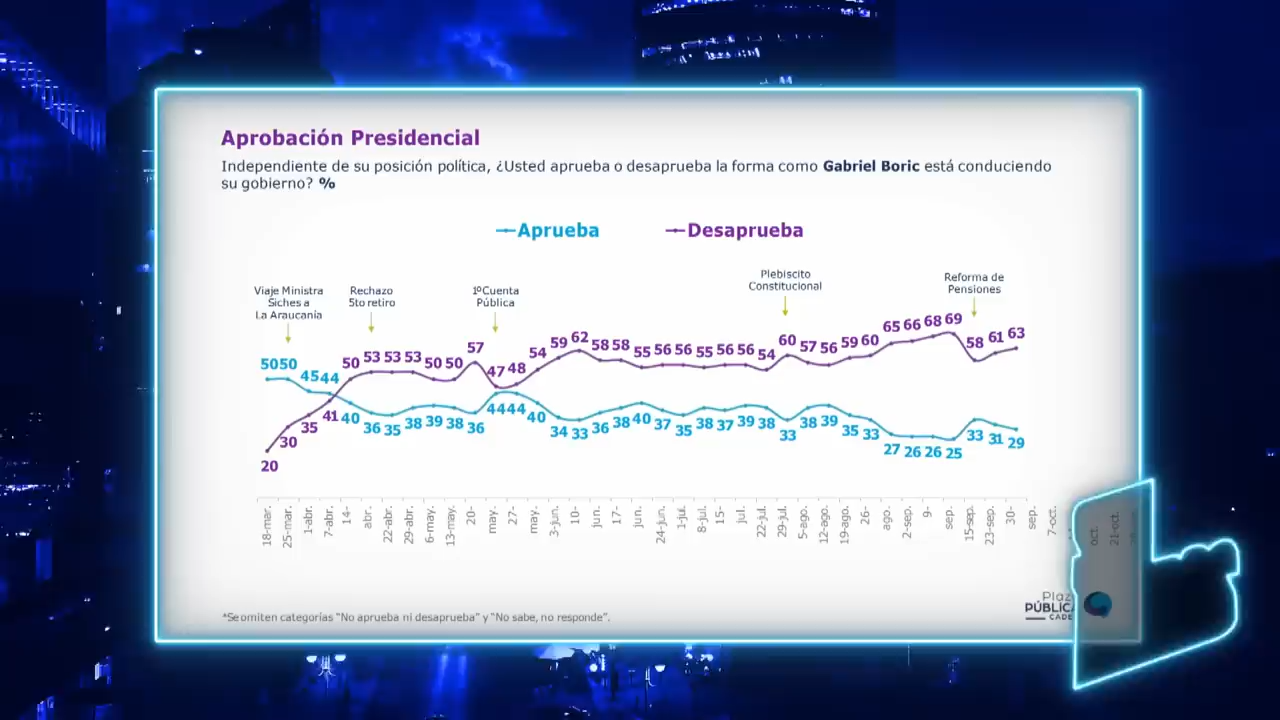 Aprobación Presidencial
Independiente de su posición política, ¿Usted aprueba o desaprueba la forma como Gabriel Boric está conduciendo
su gobierno? %
Aprueba Desaprueba
Viaje Ministra
Siches a
La Araucanía
Rechazo
5to retiro
1ºCuenta
Pública
Plebiscito
Constitucional
Reforma de
Pensiones
50 53 53 53 50 50 57 47 48 54 59 62 58 58 55 56 56 55 56 56 54 60 57 56 59 60 65 66 68 69 58 61 63
50 50 45 44
41 40 36 35 38 39 38 36 44 44 40 34 33 36 38 40 37 35 38 37 39 38 33 38 39 35 33 27 26 26 25 33 31 29
35
30
20
18-mar.
25-mar.
1-abr.
7-abr.
14-
abr.
22-abr.
29-abr.
6-may.
13-may.
20-
may.
27-
may.
3-jun.
10-
jun.
17-
jun.
24-jun.
1-jul.
8-jul.
15-
jul.
22-jul.
29-jul.
5-ago.
12-ago.
19-ago.
26-
ago.
2-sep.
9-
sep.
15-sep.
23-sep.
30-
sep.
7-oct.
oct.
21-oct.
*Se omiten categorías "No aprueba ni desaprueba" y "No sabe, no responde".
Plaz
PÚBLICA
CADE